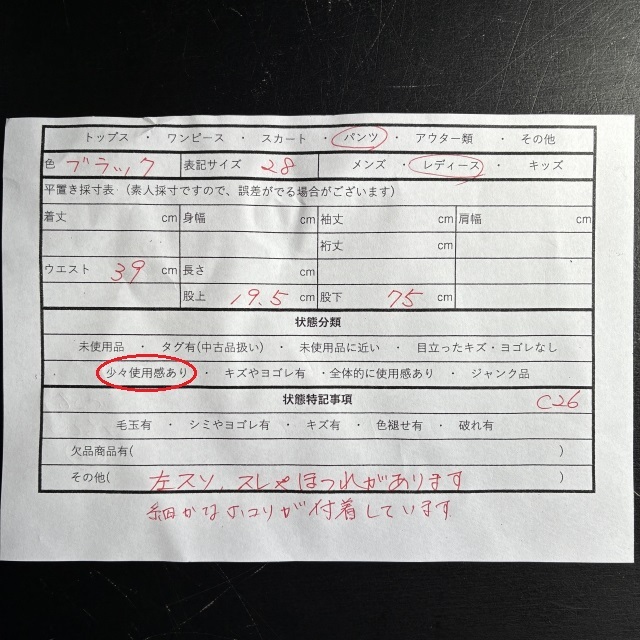 トップス ・ ワンピース ・ スカート ・ パンツ ・ アウター類 ・ その他
色 ブラック 表記サイズ 28 メンズ ・ レディース ・ キッズ
平置き採寸表 (素人採寸ですので、誤差がでる場合がございます)
着丈 cm 身幅 cm 袖丈 cm 肩幅 cm
裄丈 cm
ウエスト 39 cm 長さ cm
股上 19.5 cm 股下 75 cm
状態分類
未使用品 ・ タグ有(中古品扱い) ・ 未使用品に近い ・ 目立ったキズ・ヨゴレなし
少々使用感あり ・ キズやヨゴレ有 ・全体的に使用感あり ・ ジャンク品
状態特記事項 C26
毛玉有 ・ シミやヨゴレ有 ・ キズ有 ・ 色褪せ有 ・ 破れ有
欠品商品有( )
その他( 左スソ、スレやほつれがあります )
細かなホコリが付着しています